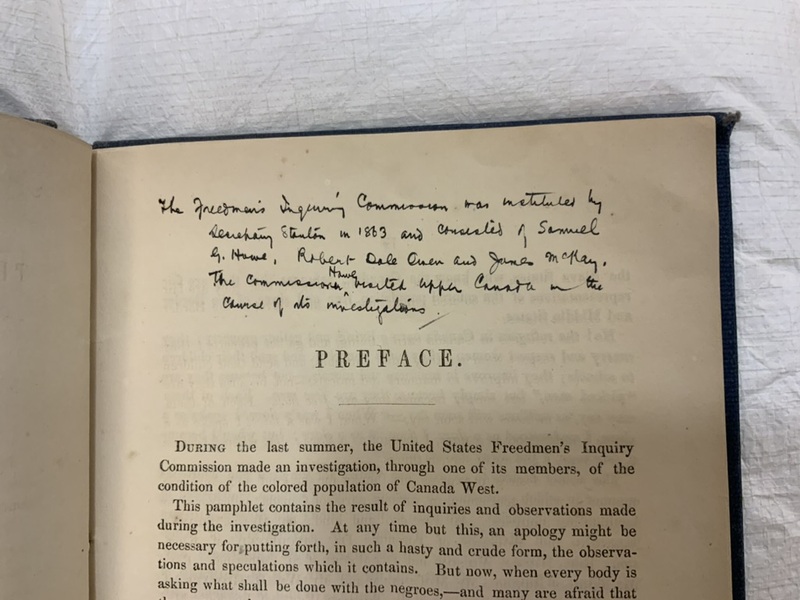 The Freedmen's Inquiry Commission was instituted by
Secretary Stanton in 1863 and consisted of Samuel
G. Howe, Robert Dale Owen and James McKay.
Howe
The Commissioner visited Upper Canada in the
course of its investigations.
PREFACE.
DURING the last summer, the United States Freedmen's Inquiry
Commission made an investigation, through one of its members, of the
condition of the colored population of Canada West.
This pamphlet contains the result of inquiries and observations made
during the investigation. At any time but this, an apology might be
necessary for putting forth, in such a hasty and crude form, the observa-
tions and speculations which it contains. But now, when every body is
asking what shall be done with the negroes,—and many are afraid that